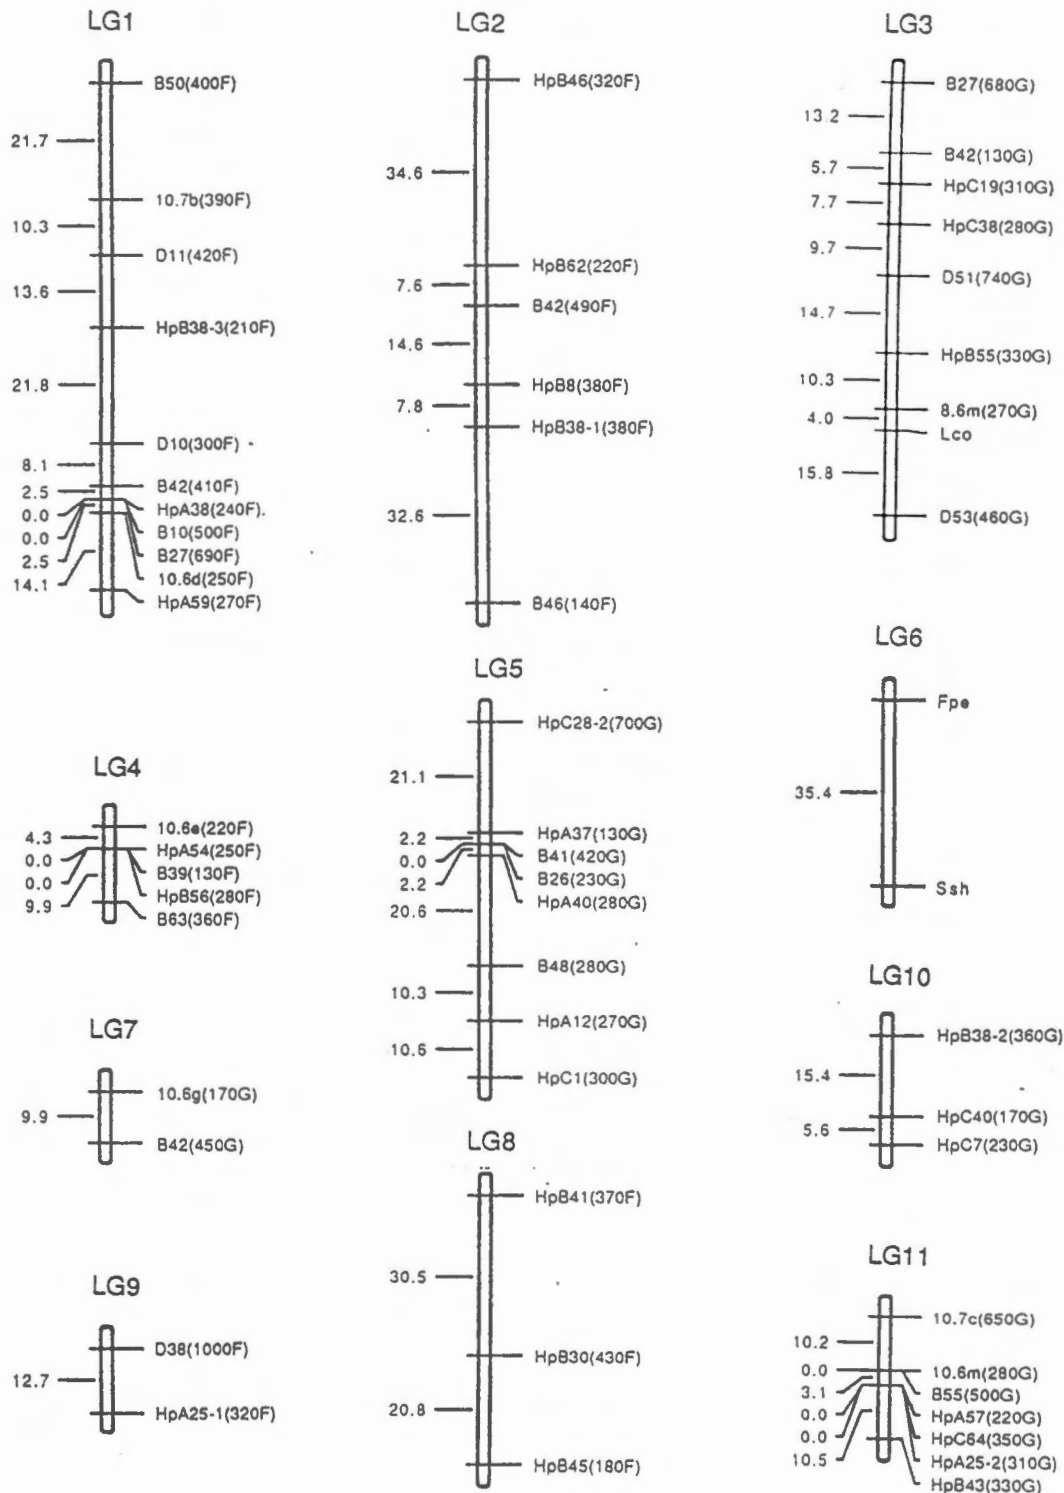 LG1
B50(400F)
21.7
10.7b(390F)
10.3
D11(420F)
13.6
HpB38-3(210F)
21.8
D10(300F)
8.1
B42(410F)
2.5
HpA38(240F).
0.0
B10(500F)
0.0
B27(690F)
2.5
10.6d(250F)
14.1
HpA59(270F)
LG2
HpB46(320F)
34.6
HpB62(220F)
7.6
B42(490F)
14.6
HpB8(380F)
7.8
HpB38-1(380F)
32.6
B46(140F)
LG3
B27(680G)
13.2
B42(130G)
5.7
HpC19(310G)
7.7
HpC38(280G)
9.7
D51(740G)
14.7
HpB55(330G)
10.3
8.6m(270G)
4.0
Lco
15.8
D53(460G)
LG4
10.6e(220F)
4.3
HpA54(250F)
0.0
B39(130F)
0.0
HpB56(280F)
9.9
B63(360F)
LG5
HpC28-2(700G)
21.1
HpA37(130G)
2.2
B41(420G)
0.0
B26(230G)
2.2
HpA40(280G)
20.6
B48(280G)
10.3
HpA12(270G)
10.6
HpC1(300G)
LG6
Fpe
35.4
Ssh
LG7
10.6g(170G)
9.9
B42(450G)
LG8
HpB41(370F)
30.5
HpB30(430F)
20.8
HpB45(180F)
LG9
D38(1000F)
12.7
HpA25-1(320F)
LG10
HpB38-2(360G)
15.4
HpC40(170G)
5.6
HpC7(230G)
LG11
10.7c(650G)
10.2
10.6m(280G)
0.0
B55(500G)
3.1
HpA57(220G)
0.0
HpC64(350G)
0.0
HpA25-2(310G)
10.5
HpB43(330G)